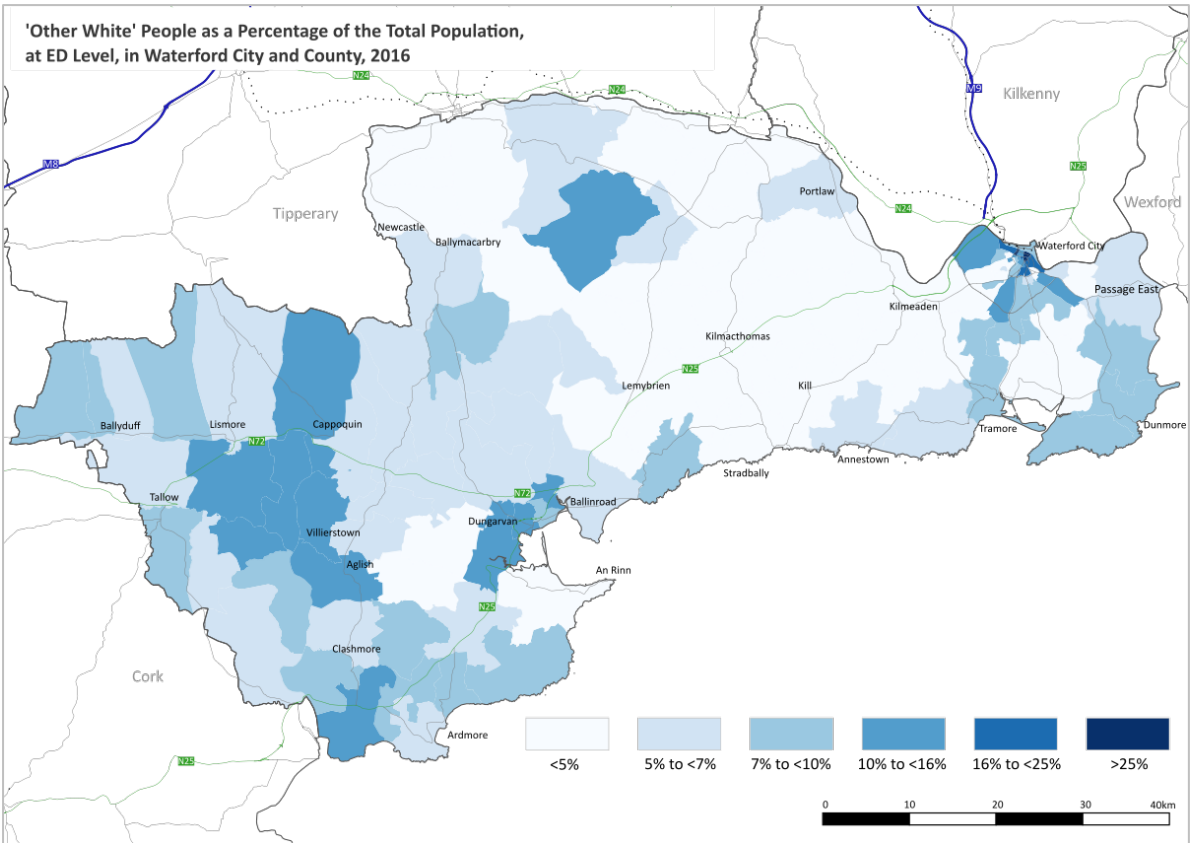 'Other White' People as a Percentage of the Total Population,
at ED Level, in Waterford City and County, 2016
N24
N24
M9
Kilkenny
M8
N25
Tipperary
Portlaw
N24
Wexford
Newcastle
Ballymacarbry
Waterford City
Passage East
Kilmeaden
Kilmacthomas
N25
Lemybrien
Kill
Ballyduff
Lismore
Cappoquin
N72
Tramore
Dunmore
Annestown
Stradbally
Tallow
N72
Ballinroad
Dungarvan
Villierstown
Aglish
An Rinn
N25
Clashmore
Cork
Ardmore
N25
<5%
5% to <7%
7% to <10%
10% to <16%
16% to <25%
>25%
0 10 20 30 40km